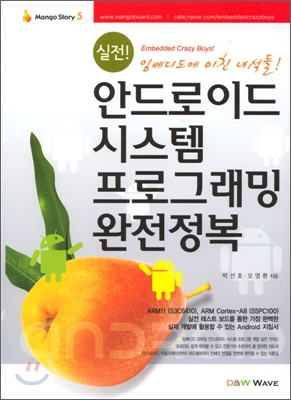 Mango Story 5
www.mangoboard.com | cafe.naver.com/embeddedcrazyboys
실전!
Embedded Crazy Boys!
임베디드에 미친 네 녀석들!
안드로이드
시스템
프로그래밍
완전정복
박선호·오영환 지음
ARM11 (S3C6410), ARM Cortex-A8 (S5PC100)
실전 테스트 보드를 통한 가장 완벽한
실제 개발에 활용할 수 있는 Android 지침서
D&W WAVE